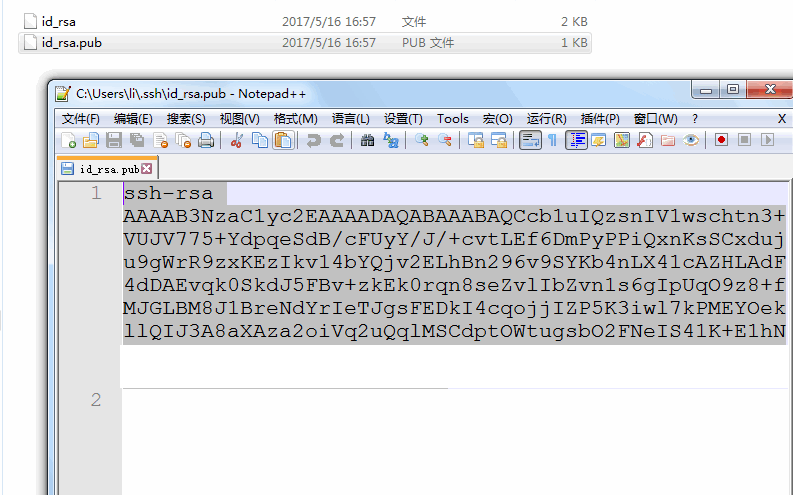 id_rsa 2017/5/16 16:57 文件 2 KB
id_rsa.pub 2017/5/16 16:57 PUB 文件 1 KB
C:\Users\li\.ssh\id_rsa.pub - Notepad++
文件(F) 编辑(E) 搜索(S) 视图(V) 格式(M) 语言(L) 设置(T) Tools 宏(O) 运行(R) 插件(P) 窗口(W) ? X
id_rsa.pub
1 ssh-rsa
AAAAB3NzaC1yc2EAAAADAQABAAABAQCcb1uIQzsnIV1wschtn3+
VUJV775+YdpqeSdB/cFUyY/J/+cvtLEf6DmPyPPiQxnKsSCxduj
u9gWrR9zxKEzIkv14bYQjv2ELhBn296v9SYKb4nLX41cAZHLAdF
4dDAEvqk0SkdJ5FBv+zkEk0rqn8seZvlIbZvn1s6gIpUqO9z8+f
MJGLBM8J1BreNdYrIeTJgsFEDkI4cqojjIZP5K3iwl7kPMEYOek
llQIJ3A8aXAza2oiVq2uQqlMSCdptOWtugsbO2FNeIS41K+E1hN
2